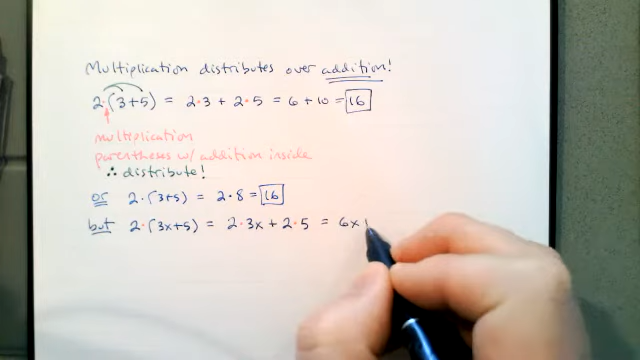 Multiplication distributes over addition!
2·(3+5) = 2·3 + 2·5 = 6 + 10 = 16
multiplication
parentheses w/ addition inside
∴ distribute!
or 2·(3+5) = 2·8 = 16
but 2·(3x+5) = 2·3x + 2·5 = 6x